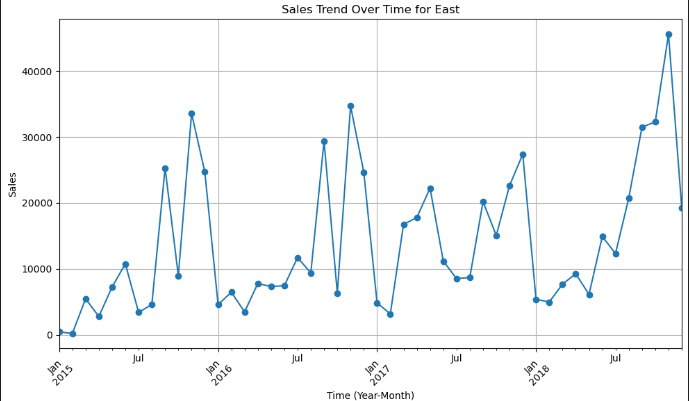 Sales Trend Over Time for East
40000
30000
20000
10000
0
Sales
Jan
2015
Jul
Jan
2016
Jul
Jan
2017
Jul
Jan
2018
Jul
Time (Year-Month)